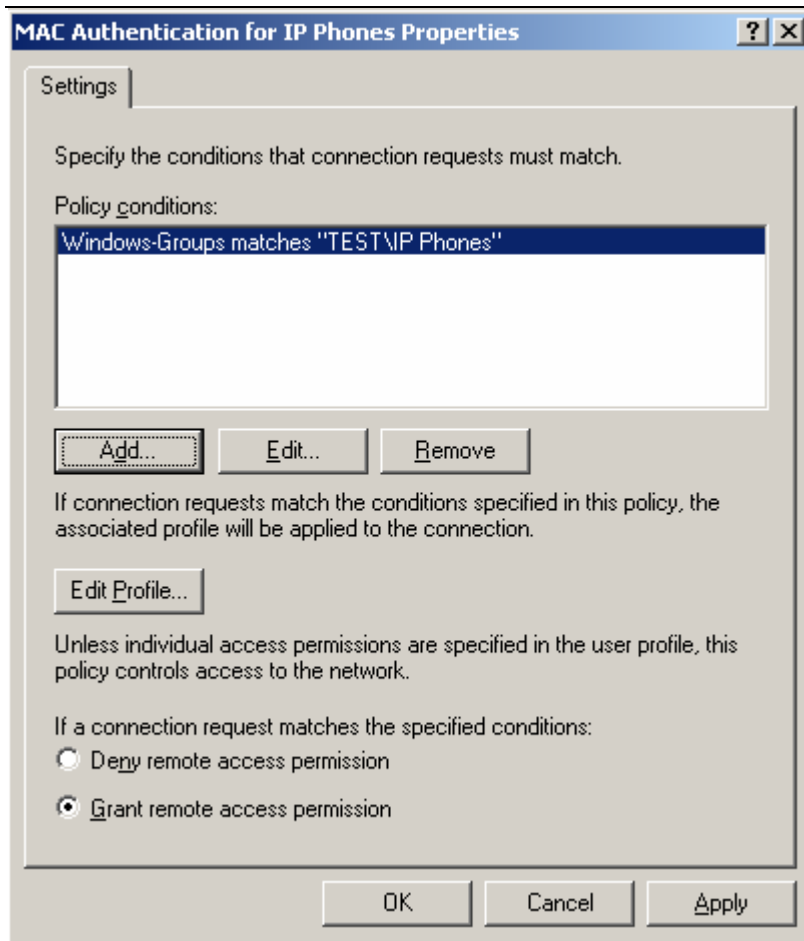 MAC Authentication for IP Phones Properties
Settings
Specify the conditions that connection requests must match.
Policy conditions:
Windows-Groups matches "TEST\IP Phones"
Add...
Edit...
Remove
If connection requests match the conditions specified in this policy, the
associated profile will be applied to the connection.
Edit Profile...
Unless individual access permissions are specified in the user profile, this
policy controls access to the network.
If a connection request matches the specified conditions:
Deny remote access permission
Grant remote access permission
OK
Cancel
Apply